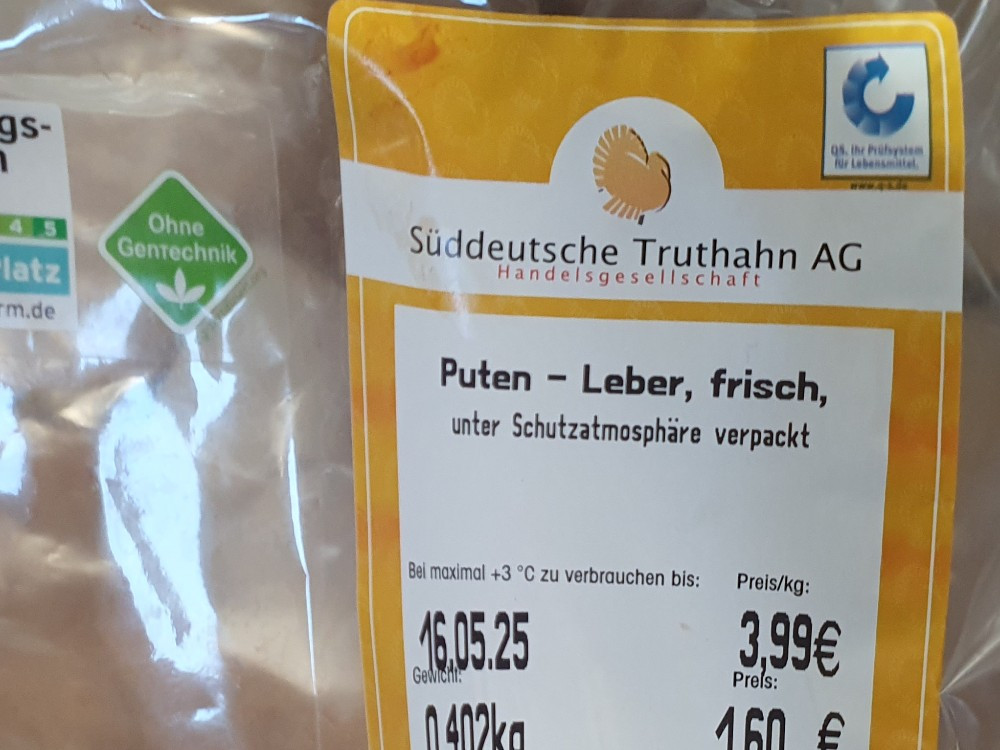 gs-
n
4 5
latz
rm.de
Ohne
GenTechnik
QS. Ihr Prüfsystem
für Lebensmittel.
www.q-s.de
Süddeutsche Truthahn AG
Handelsgesellschaft
Puten - Leber, frisch,
unter Schutzatmosphäre verpackt
Bei maximal +3 °C zu verbrauchen bis: Preis/kg:
16.05.25 3,99€
Gewicht: Preis:
0,402kg 1,60 €